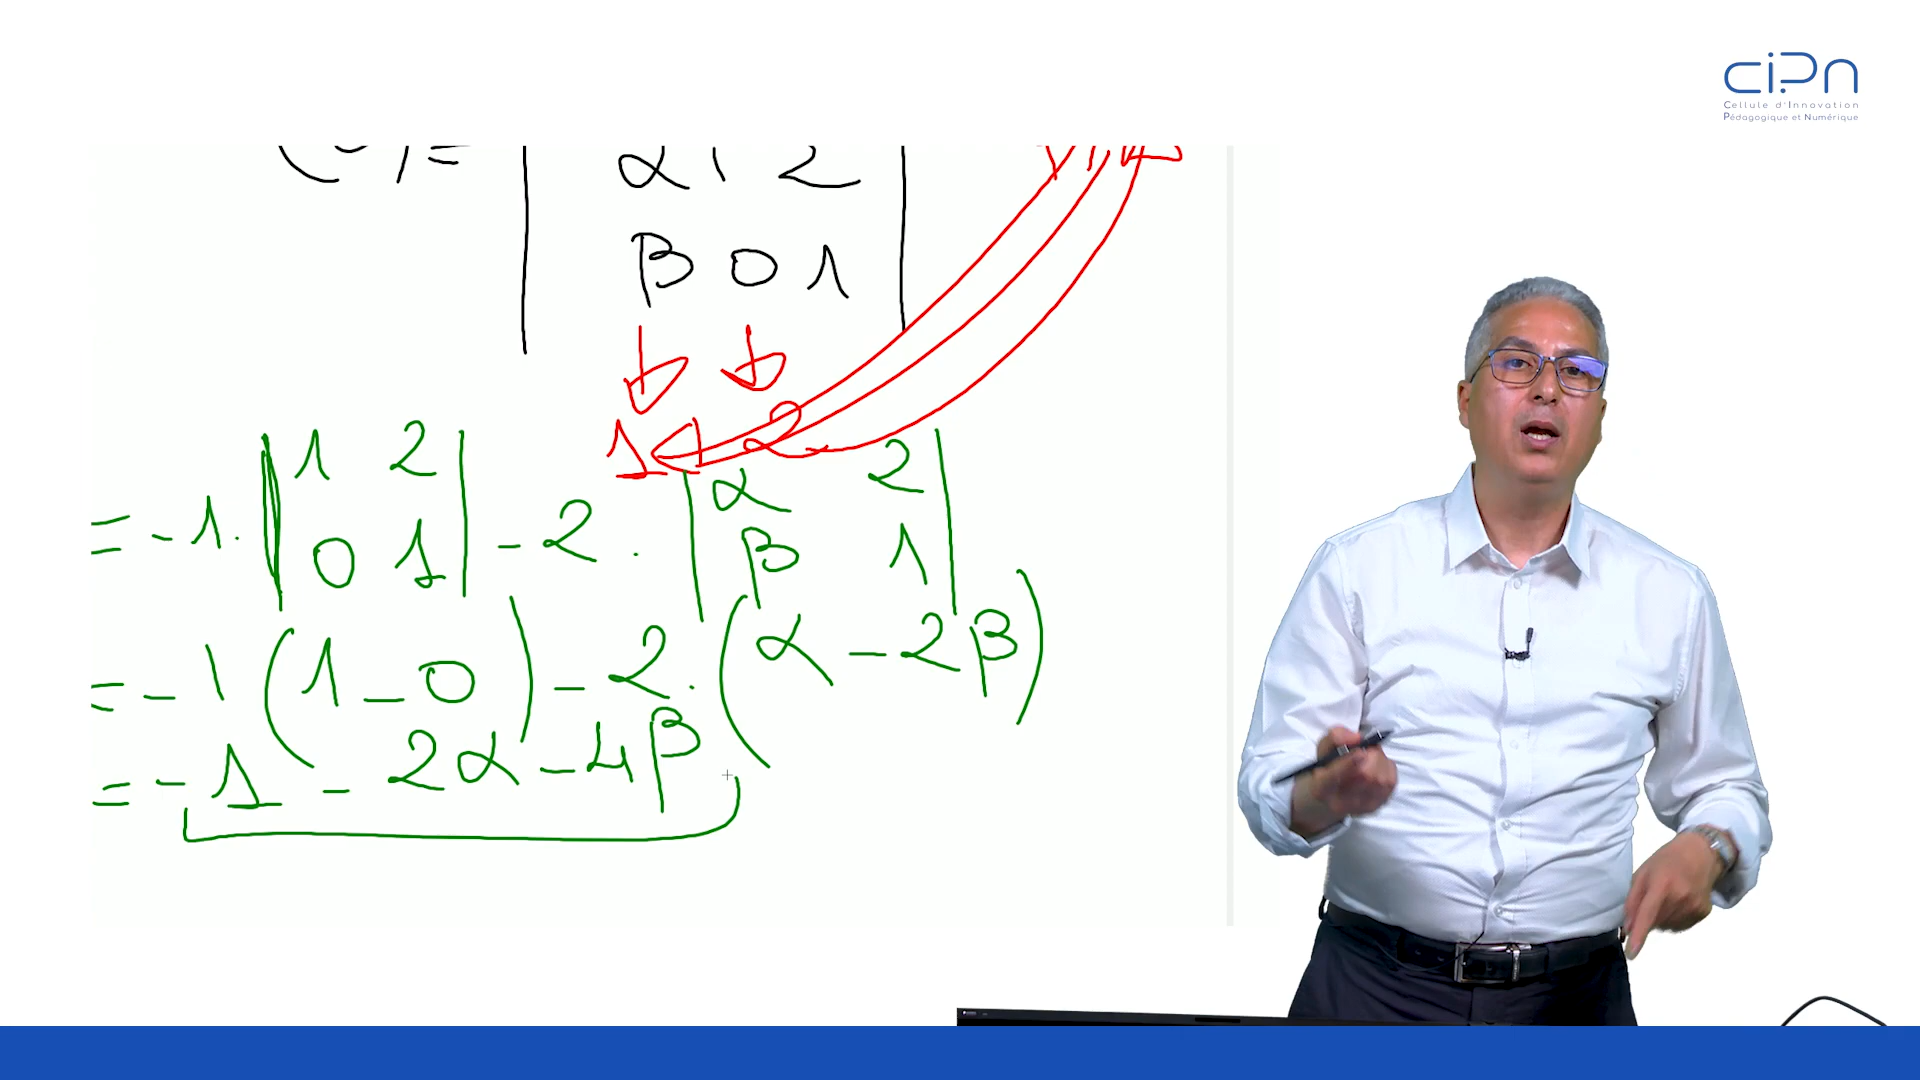 cipn
Cellule d'Innovation
Pédagogique et Numérique
α 1 2
β 0 1
1
= -1. | 1 2 | - 2 . | α 2 |
| 0 1 | | β 1 |
= -1 (1 - 0) - 2. (α - 2β)
= -1 - 2α - 4β